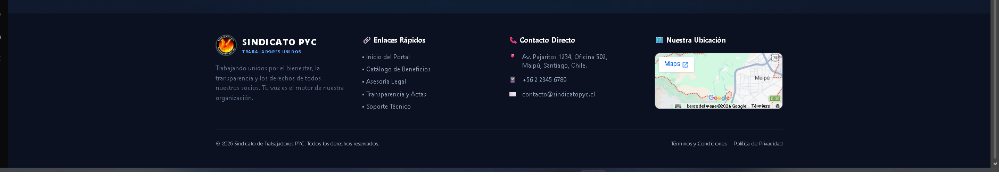 SINDICATO PYC
TRABAJADORES UNIDOS
Trabajando unidos por el bienestar, la
transparencia y los derechos de todos
nuestros socios. Tu voz es el motor de nuestra
organización.
Enlaces Rápidos
▪ Inicio del Portal
▪ Catálogo de Beneficios
▪ Asesoría Legal
▪ Transparencia y Actas
▪ Soporte Técnico
Contacto Directo
Av. Pajaritos 1234, Oficina 502,
Maipú, Santiago, Chile.
+56 2 2345 6789
contacto@sindicatopyc.cl
Nuestra Ubicación
Maps
78
Maipú
Google
G-30
Datos del mapa ©2026 Google
Términos
© 2026 Sindicato de Trabajadores PYC. Todos los derechos reservados.
Términos y Condiciones
Política de Privacidad